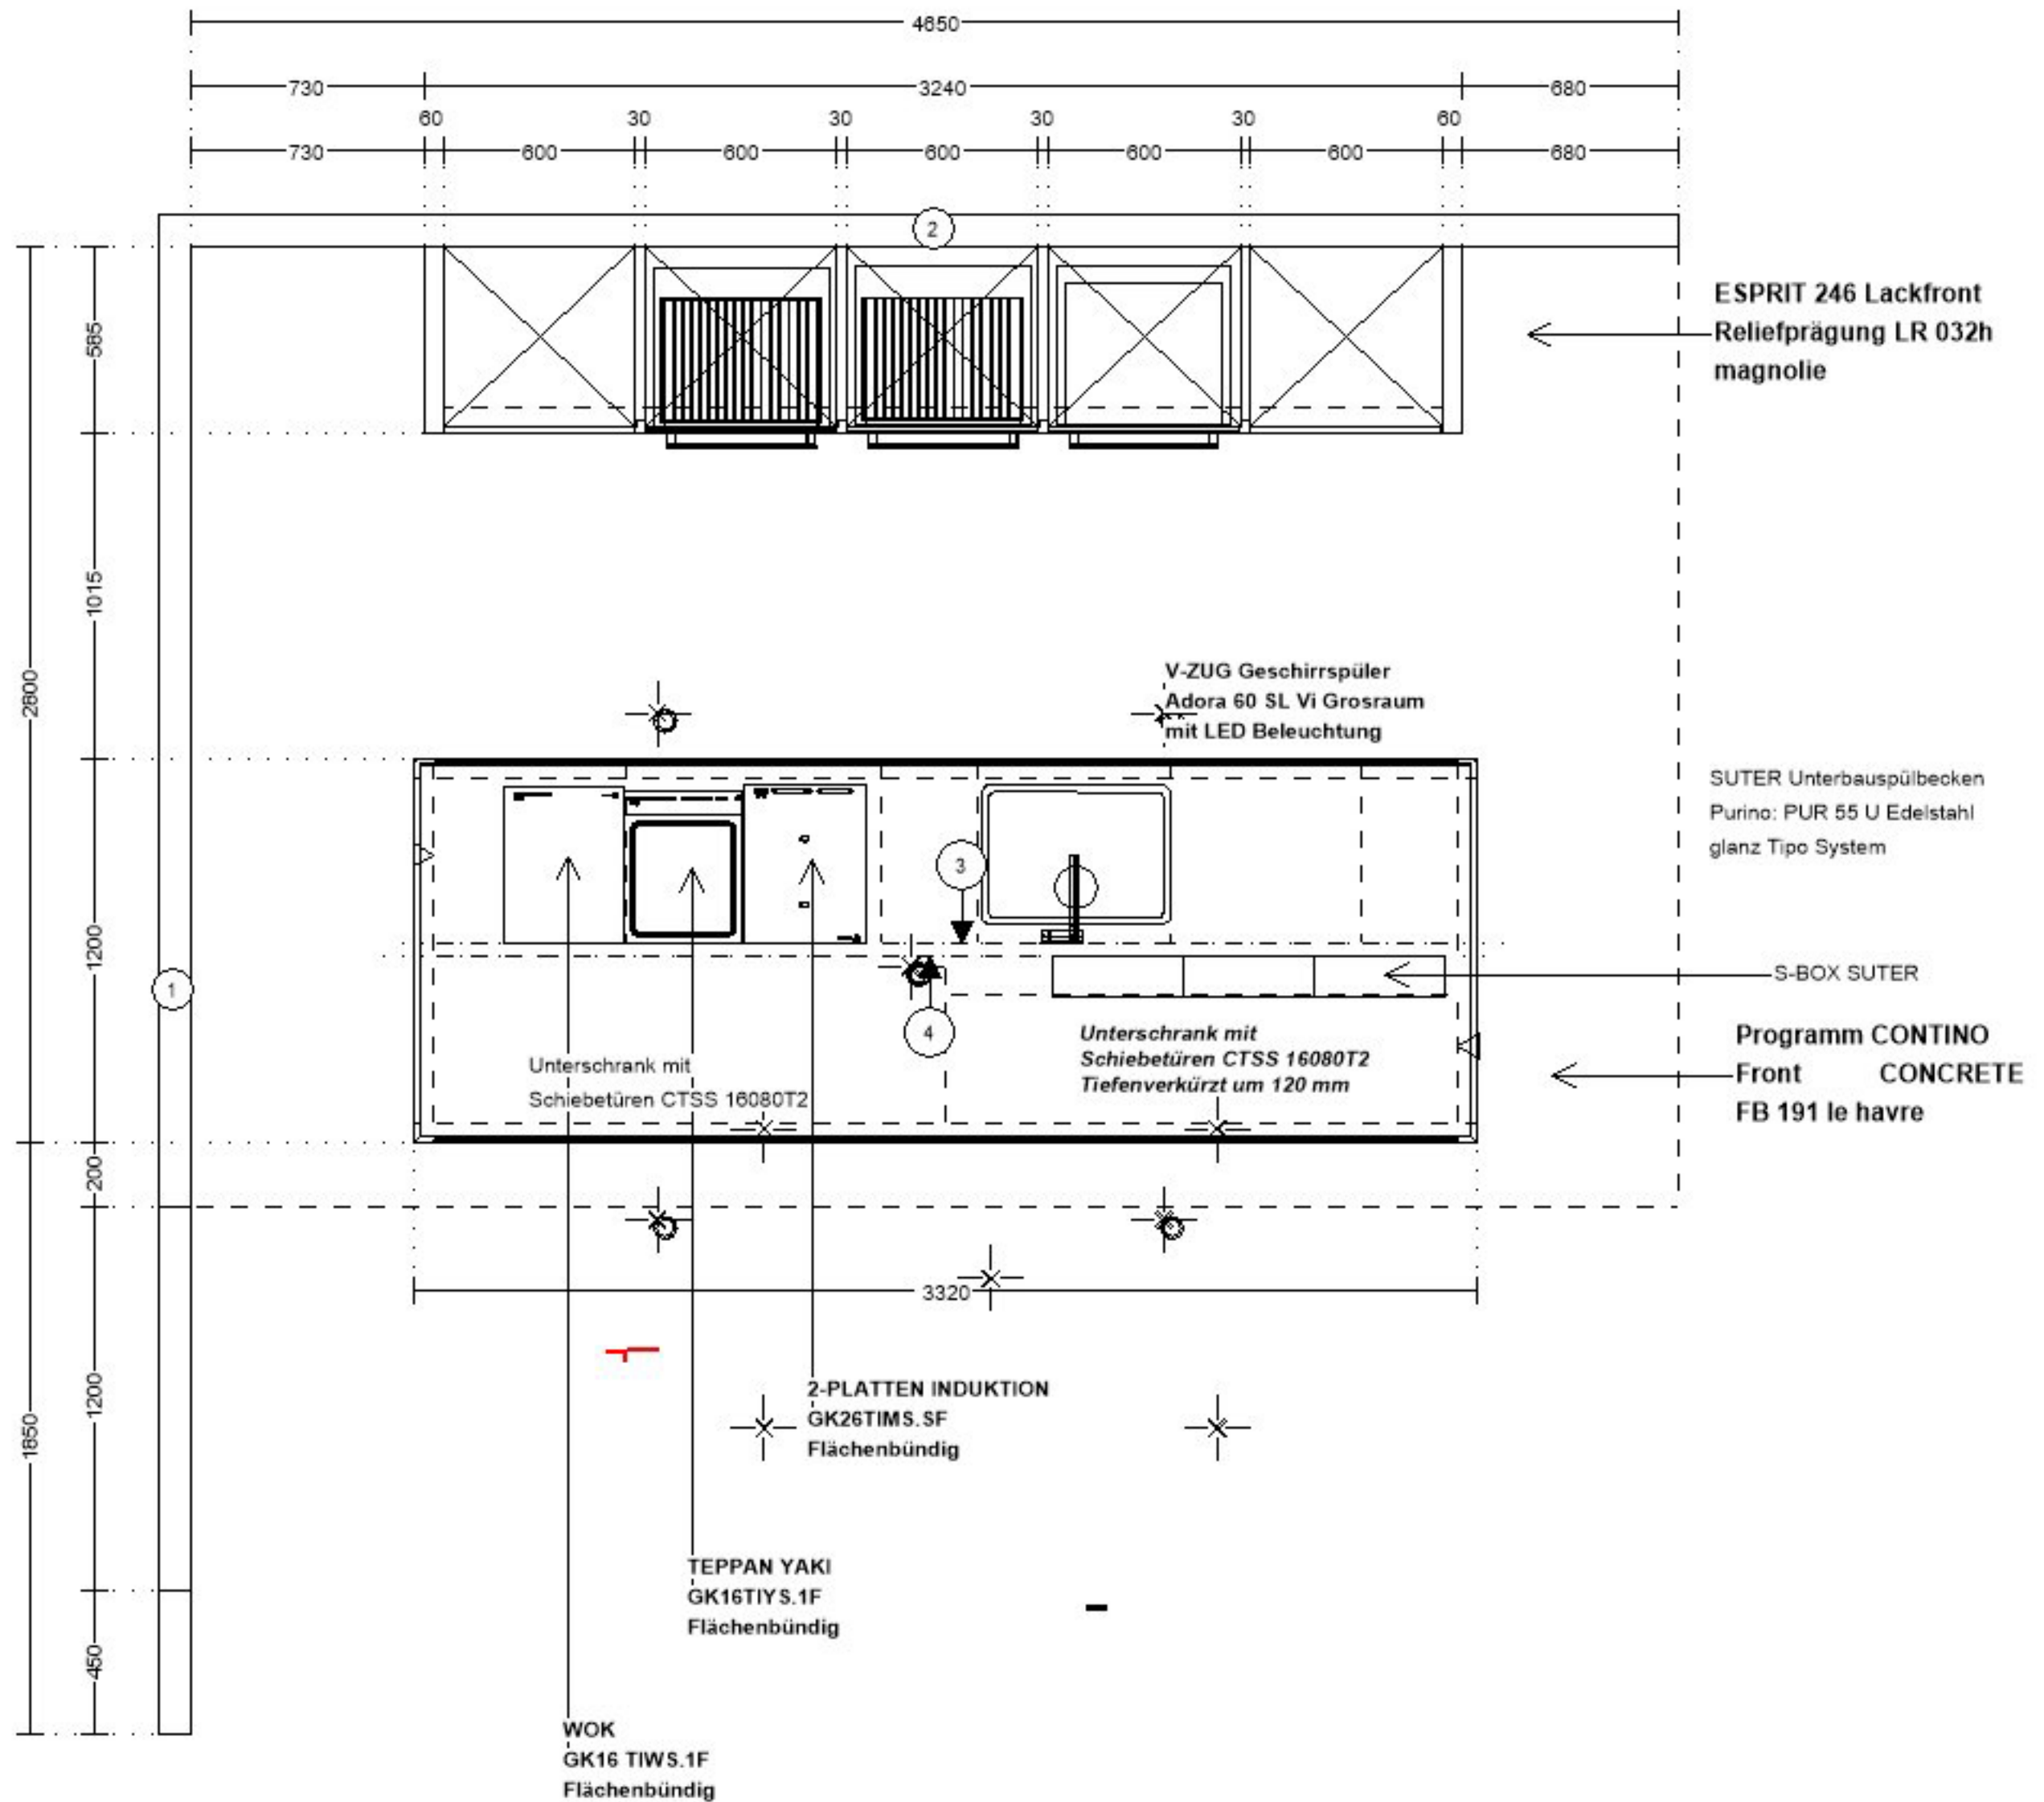 4650
730 3240 680
60 30 30 30 30 60
730 600 600 600 600 600 680
2
ESPRIT 246 Lackfront
Reliefprägung LR 032h
magnolie
585
1015
2800
V-ZUG Geschirrspüler
Adora 60 SL Vi Grosraum
mit LED Beleuchtung
SUTER Unterbauspülbecken
Purino: PUR 55 U Edelstahl
glanz Tipo System
3
1200
1
S-BOX SUTER
4
Unterschrank mit
Schiebetüren CTSS 16080T2
Tiefenverkürzt um 120 mm
Unterschrank mit
Schiebetüren CTSS 16080T2
Programm CONTINO
Front CONCRETE
FB 191 le havre
200
3320
1200
1850
2-PLATTEN INDUKTION
GK26TIMS.SF
Flächenbündig
TEPPAN YAKI
GK16TIYS.1F
Flächenbündig
450
WOK
GK16 TIWS.1F
Flächenbündig